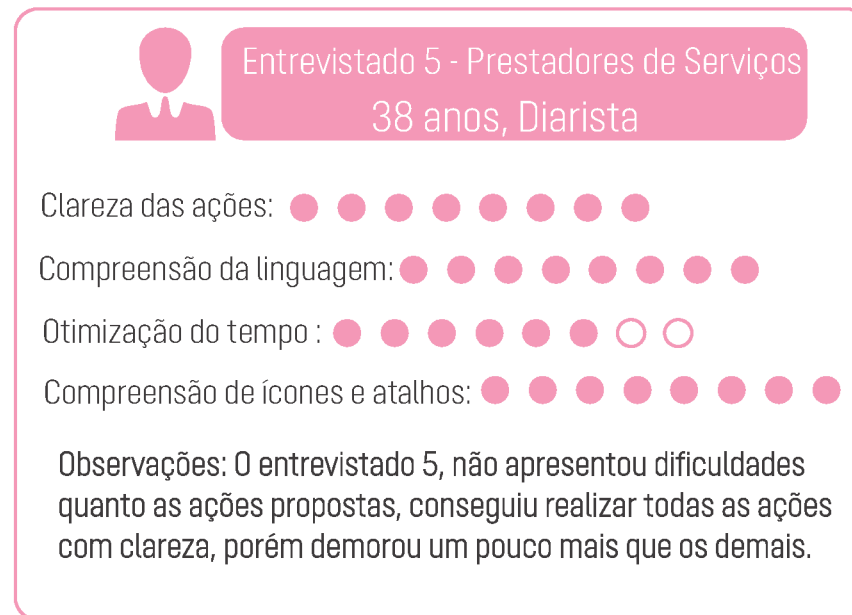 Entrevistado 5 - Prestadores de Serviços
38 anos, Diarista
Clareza das ações:
Compreensão da linguagem:
Otimização do tempo :
Compreensão de ícones e atalhos:
Observações: O entrevistado 5, não apresentou dificuldades
quanto as ações propostas, conseguiu realizar todas as ações
com clareza, porém demorou um pouco mais que os demais.